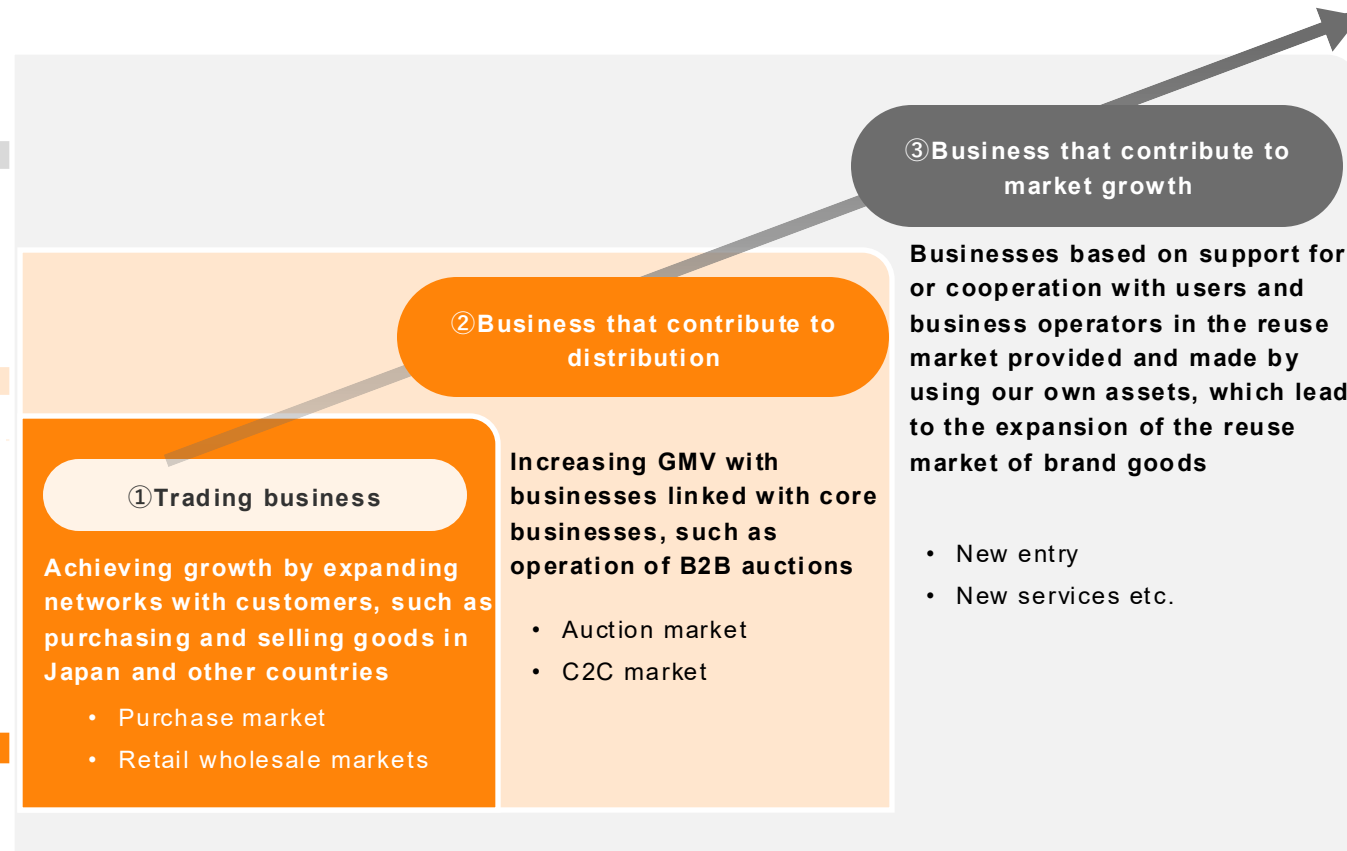 ③Business that contribute to
market growth
Businesses based on support for
or cooperation with users and
business operators in the reuse
market provided and made by
using our own assets, which lead
to the expansion of the reuse
market of brand goods
• New entry
• New services etc.
②Business that contribute to
distribution
Increasing GMV with
businesses linked with core
businesses, such as
operation of B2B auctions
• Auction market
• C2C market
①Trading business
Achieving growth by expanding
networks with customers, such as
purchasing and selling goods in
Japan and other countries
• Purchase market
• Retail wholesale markets